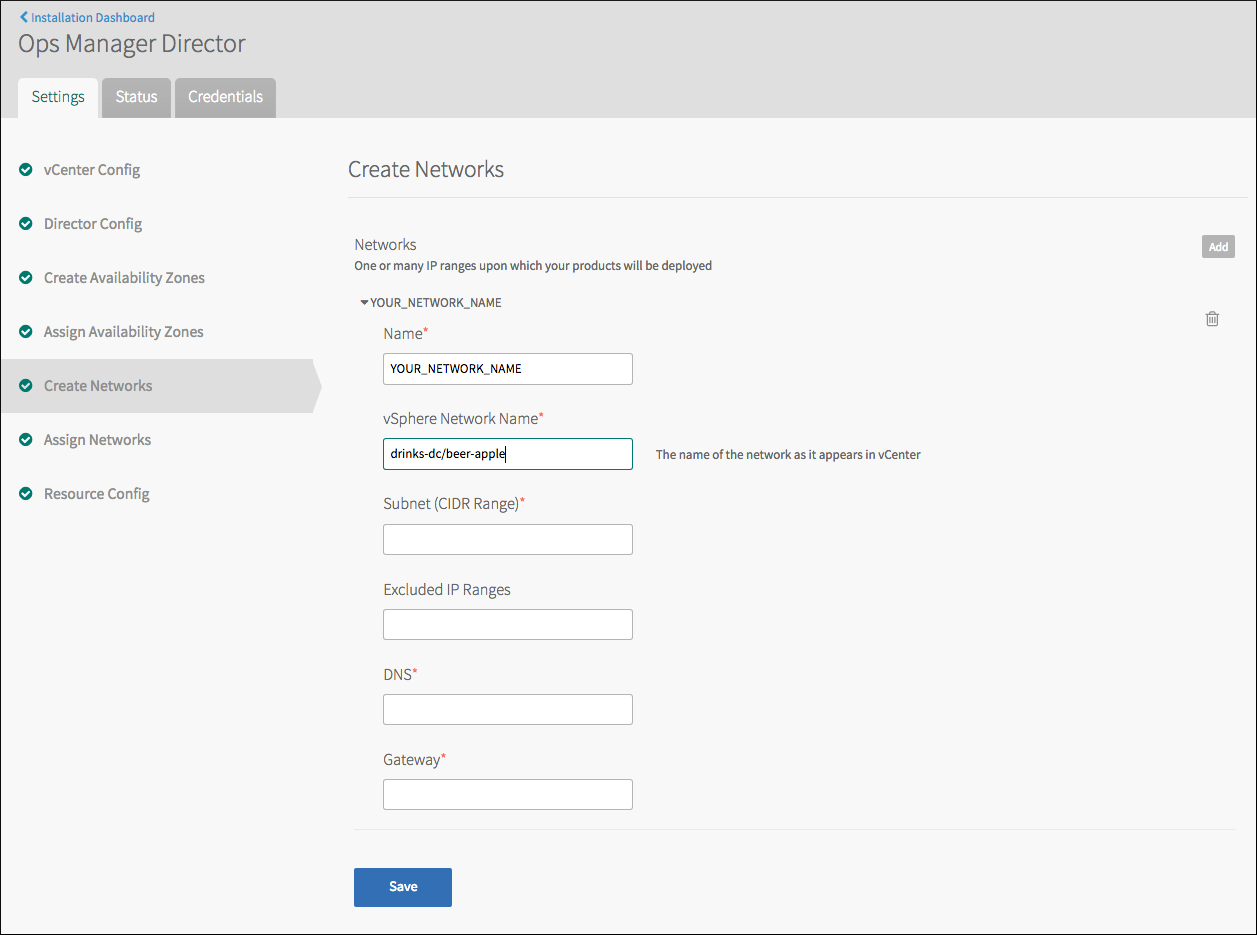 Installation Dashboard
Ops Manager Director
Settings
Status
Credentials
vCenter Config
Director Config
Create Availability Zones
Assign Availability Zones
Create Networks
Assign Networks
Resource Config
Create Networks
Networks
Add
One or many IP ranges upon which your products will be deployed
YOUR_NETWORK_NAME
Name*
YOUR_NETWORK_NAME
vSphere Network Name*
drinks-dc/beer-apple
The name of the network as it appears in vCenter
Subnet (CIDR Range)*
Excluded IP Ranges
DNS*
Gateway*
Save